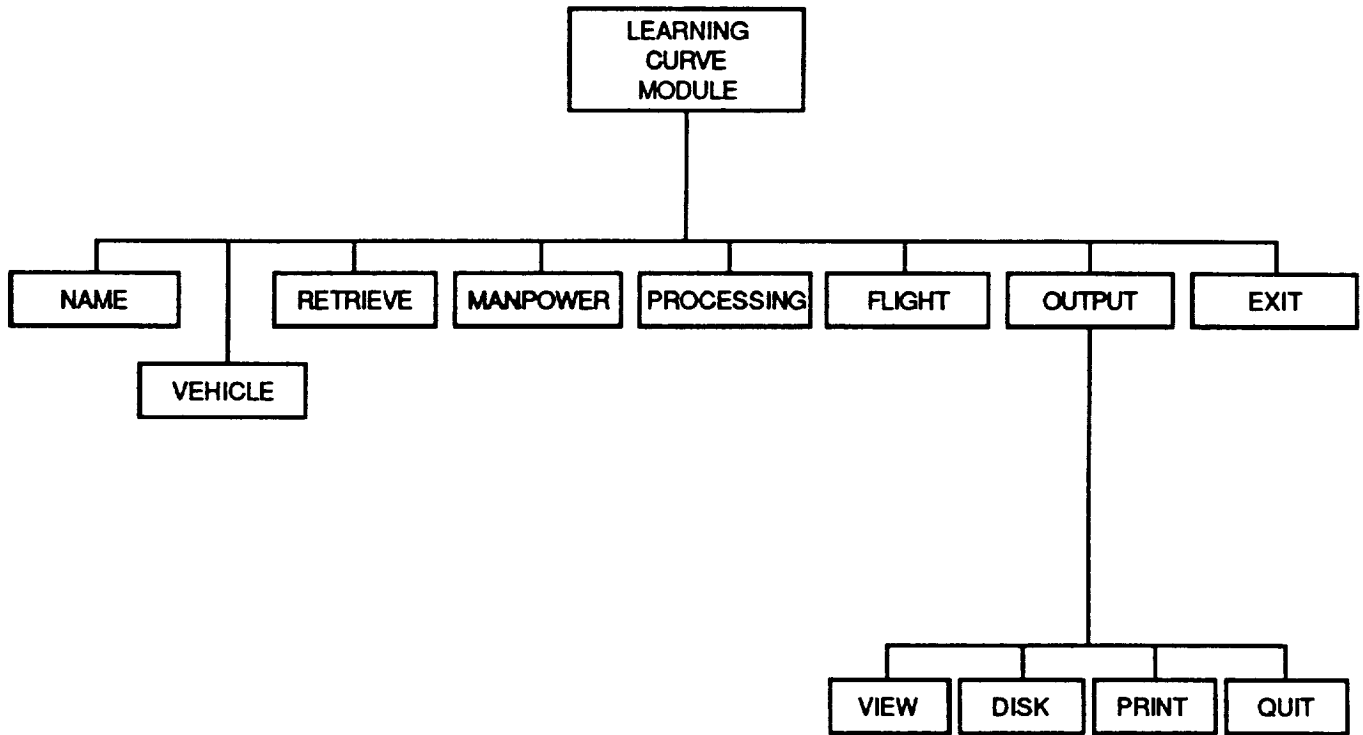 LEARNING
CURVE
MODULE
NAME
RETRIEVE
MANPOWER
PROCESSING
FLIGHT
OUTPUT
EXIT
VEHICLE
VIEW
DISK
PRINT
QUIT